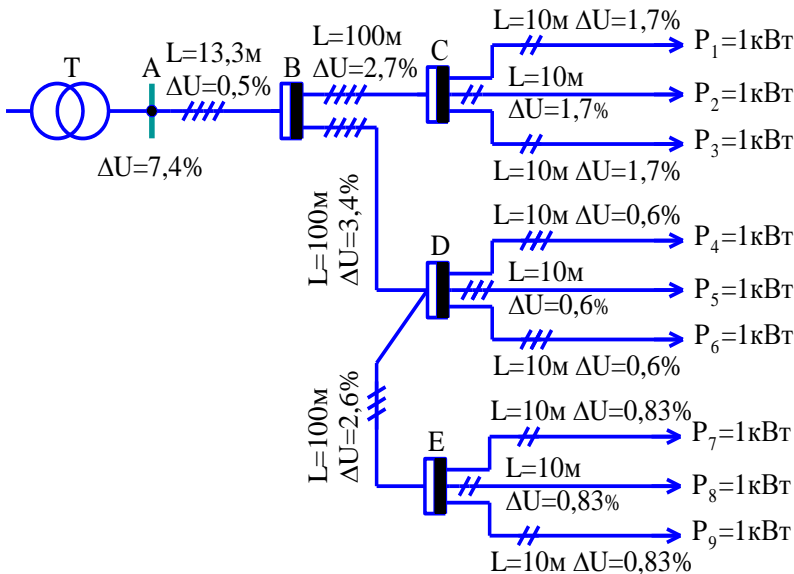 L=10м ΔU=1,7%
P₁=1кВт
L=13,3м
ΔU=0,5%
L=100м
ΔU=2,7%
T
A
B
C
L=10м
ΔU=1,7%
P₂=1кВт
P₃=1кВт
L=10м ΔU=1,7%
ΔU=7,4%
L=100м
ΔU=3,4%
L=10м ΔU=0,6%
P₄=1кВт
D
L=10м
ΔU=0,6%
P₅=1кВт
P₆=1кВт
L=10м ΔU=0,6%
L=100м
ΔU=2,6%
L=10м ΔU=0,83%
P₇=1кВт
E
L=10м
ΔU=0,83%
P₈=1кВт
P₉=1кВт
L=10м ΔU=0,83%